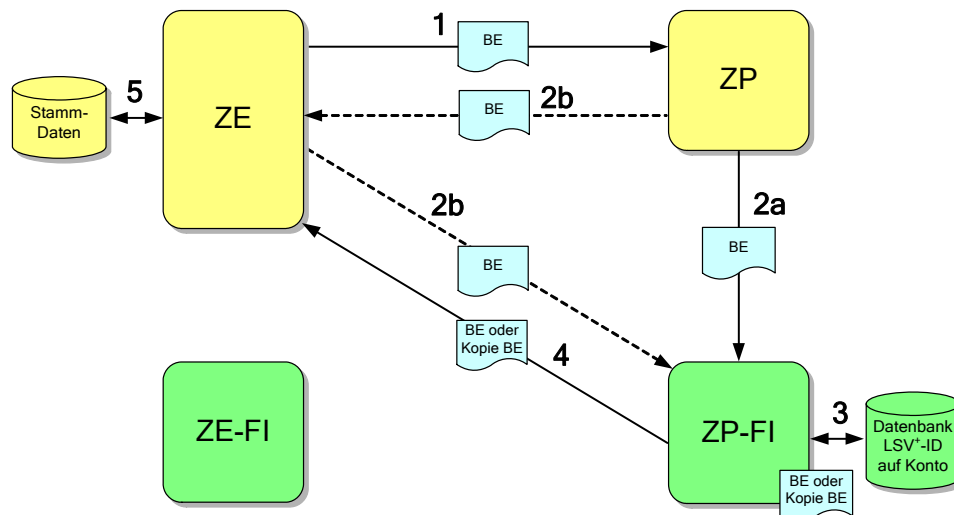 1
BE
ZP
5
ZE
2b
BE
Stamm-
Daten
2b
2a
BE
BE
BE oder
Kopie BE
4
ZE-FI
ZP-FI
3
Datenbank
LSV+-ID
auf Konto
BE oder
Kopie BE